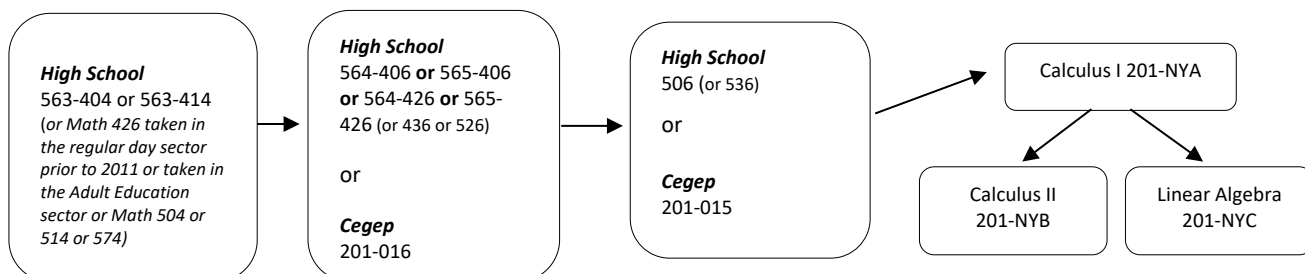 High School
563-404 or 563-414
(or Math 426 taken in
the regular day sector
prior to 2011 or taken in
the Adult Education
sector or Math 504 or
514 or 574)
High School
564-406 or 565-406
or 564-426 or 565-
426 (or 436 or 526)
or
Cegep
201-016
High School
506 (or 536)
or
Cegep
201-015
Calculus I 201-NYA
Calculus II
201-NYB
Linear Algebra
201-NYC